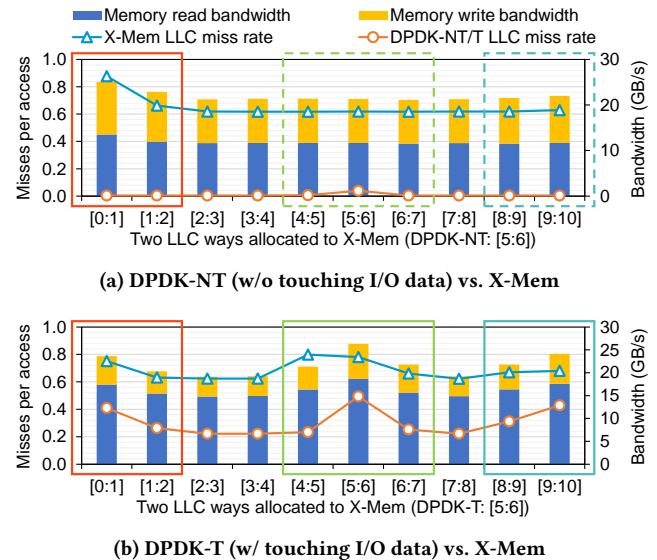 Memory read bandwidth Memory write bandwidth
X-Mem LLC miss rate DPDK-NT/T LLC miss rate
1.0 30
0.8
0.6 20
0.4 10
0.2
0.0 0
Misses per access
Bandwidth (GB/s)
[0:1] [1:2] [2:3] [3:4] [4:5] [5:6] [6:7] [7:8] [8:9] [9:10]
Two LLC ways allocated to X-Mem (DPDK-NT: [5:6])
(a) DPDK-NT (w/o touching I/O data) vs. X-Mem
1.0 30
0.8 25
0.6 20
15
0.4 10
0.2 5
0.0 0
Misses per access
Bandwidth (GB/s)
[0:1] [1:2] [2:3] [3:4] [4:5] [5:6] [6:7] [7:8] [8:9] [9:10]
Two LLC ways allocated to X-Mem (DPDK-T: [5:6])
(b) DPDK-T (w/ touching I/O data) vs. X-Mem